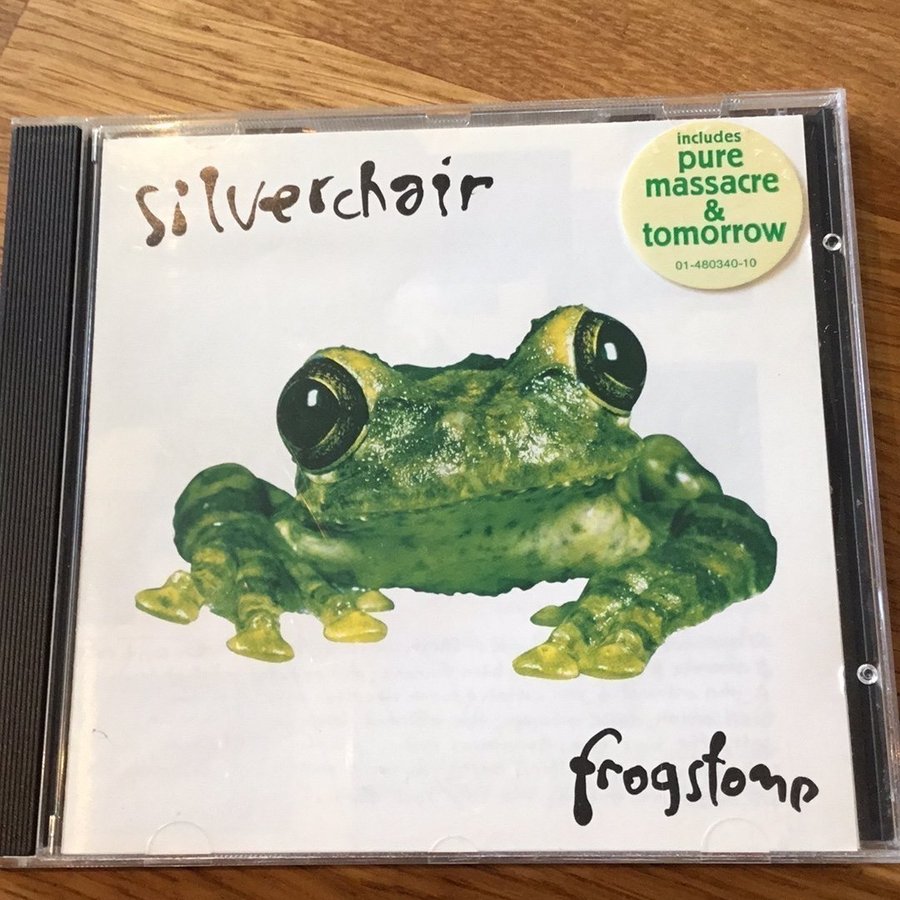 silverchair
includes
pure
massacre
&
tomorrow
01-480340-10
frogstomp